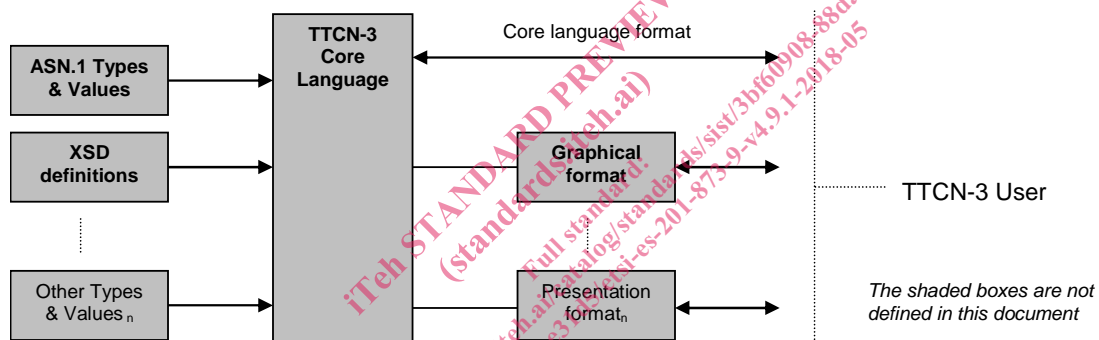 ASN.1 Types
& Values
XSD
definitions
Other Types
& Values n
TTCN-3
Core
Language
Core language format
Graphical
format
Presentation
format n
TTCN-3 User
The shaded boxes are not
defined in this document
iTeh STANDARD PREVIEW
(standards.iteh.ai)
Full standard: